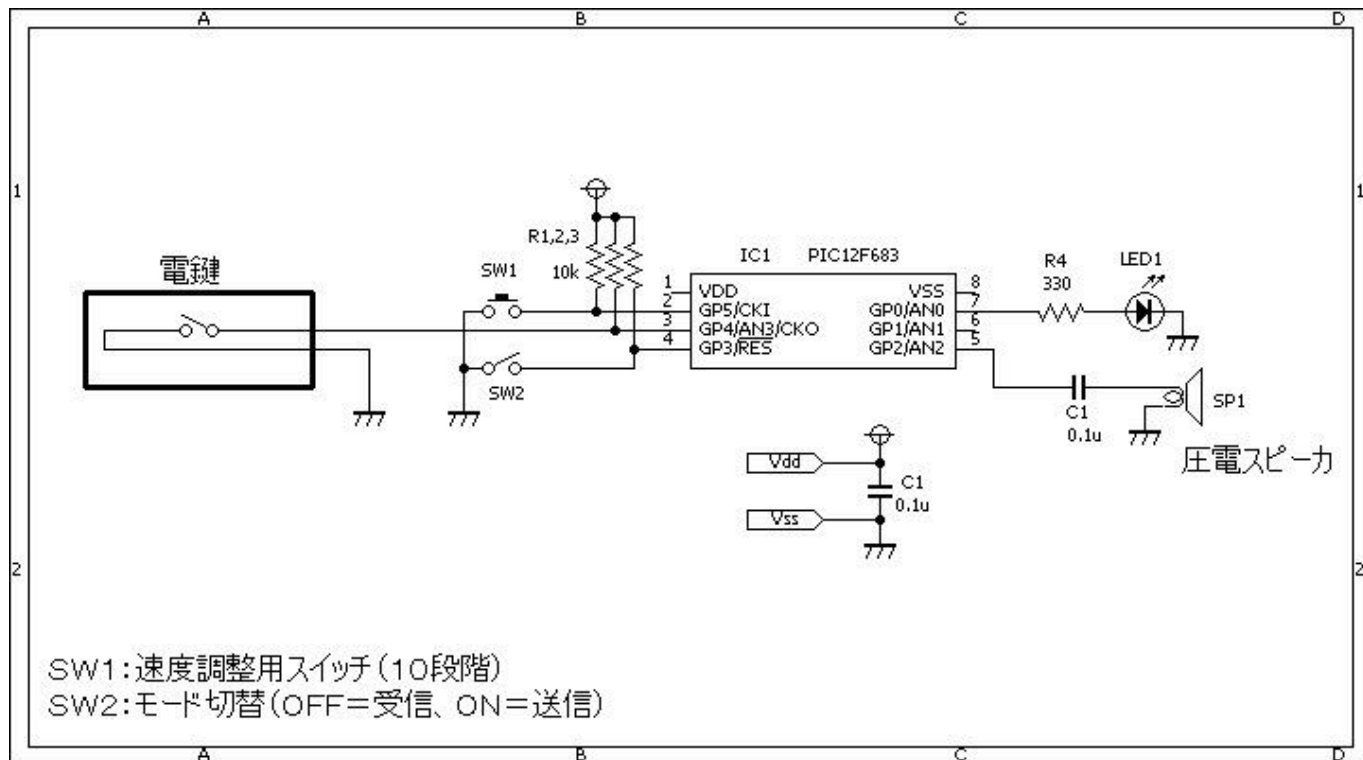 A B C D
1 1
R1,2,3
10k
電鍵
SW1
SW2
IC1 PIC12F683
1 VDD VSS 8
2 GP5/CKI GP0/AN0 7
3 GP4/AN3/CKO GP1/AN1 6
4 GP3/RES GP2/AN2 5
R4
330
LED1
C1
0.1u
SP1
圧電スピーカ
Vdd
Vss
C1
0.1u
2 2
SW1:速度調整用スイッチ(10段階)
SW2:モード切替(OFF=受信、ON=送信)
A B C D